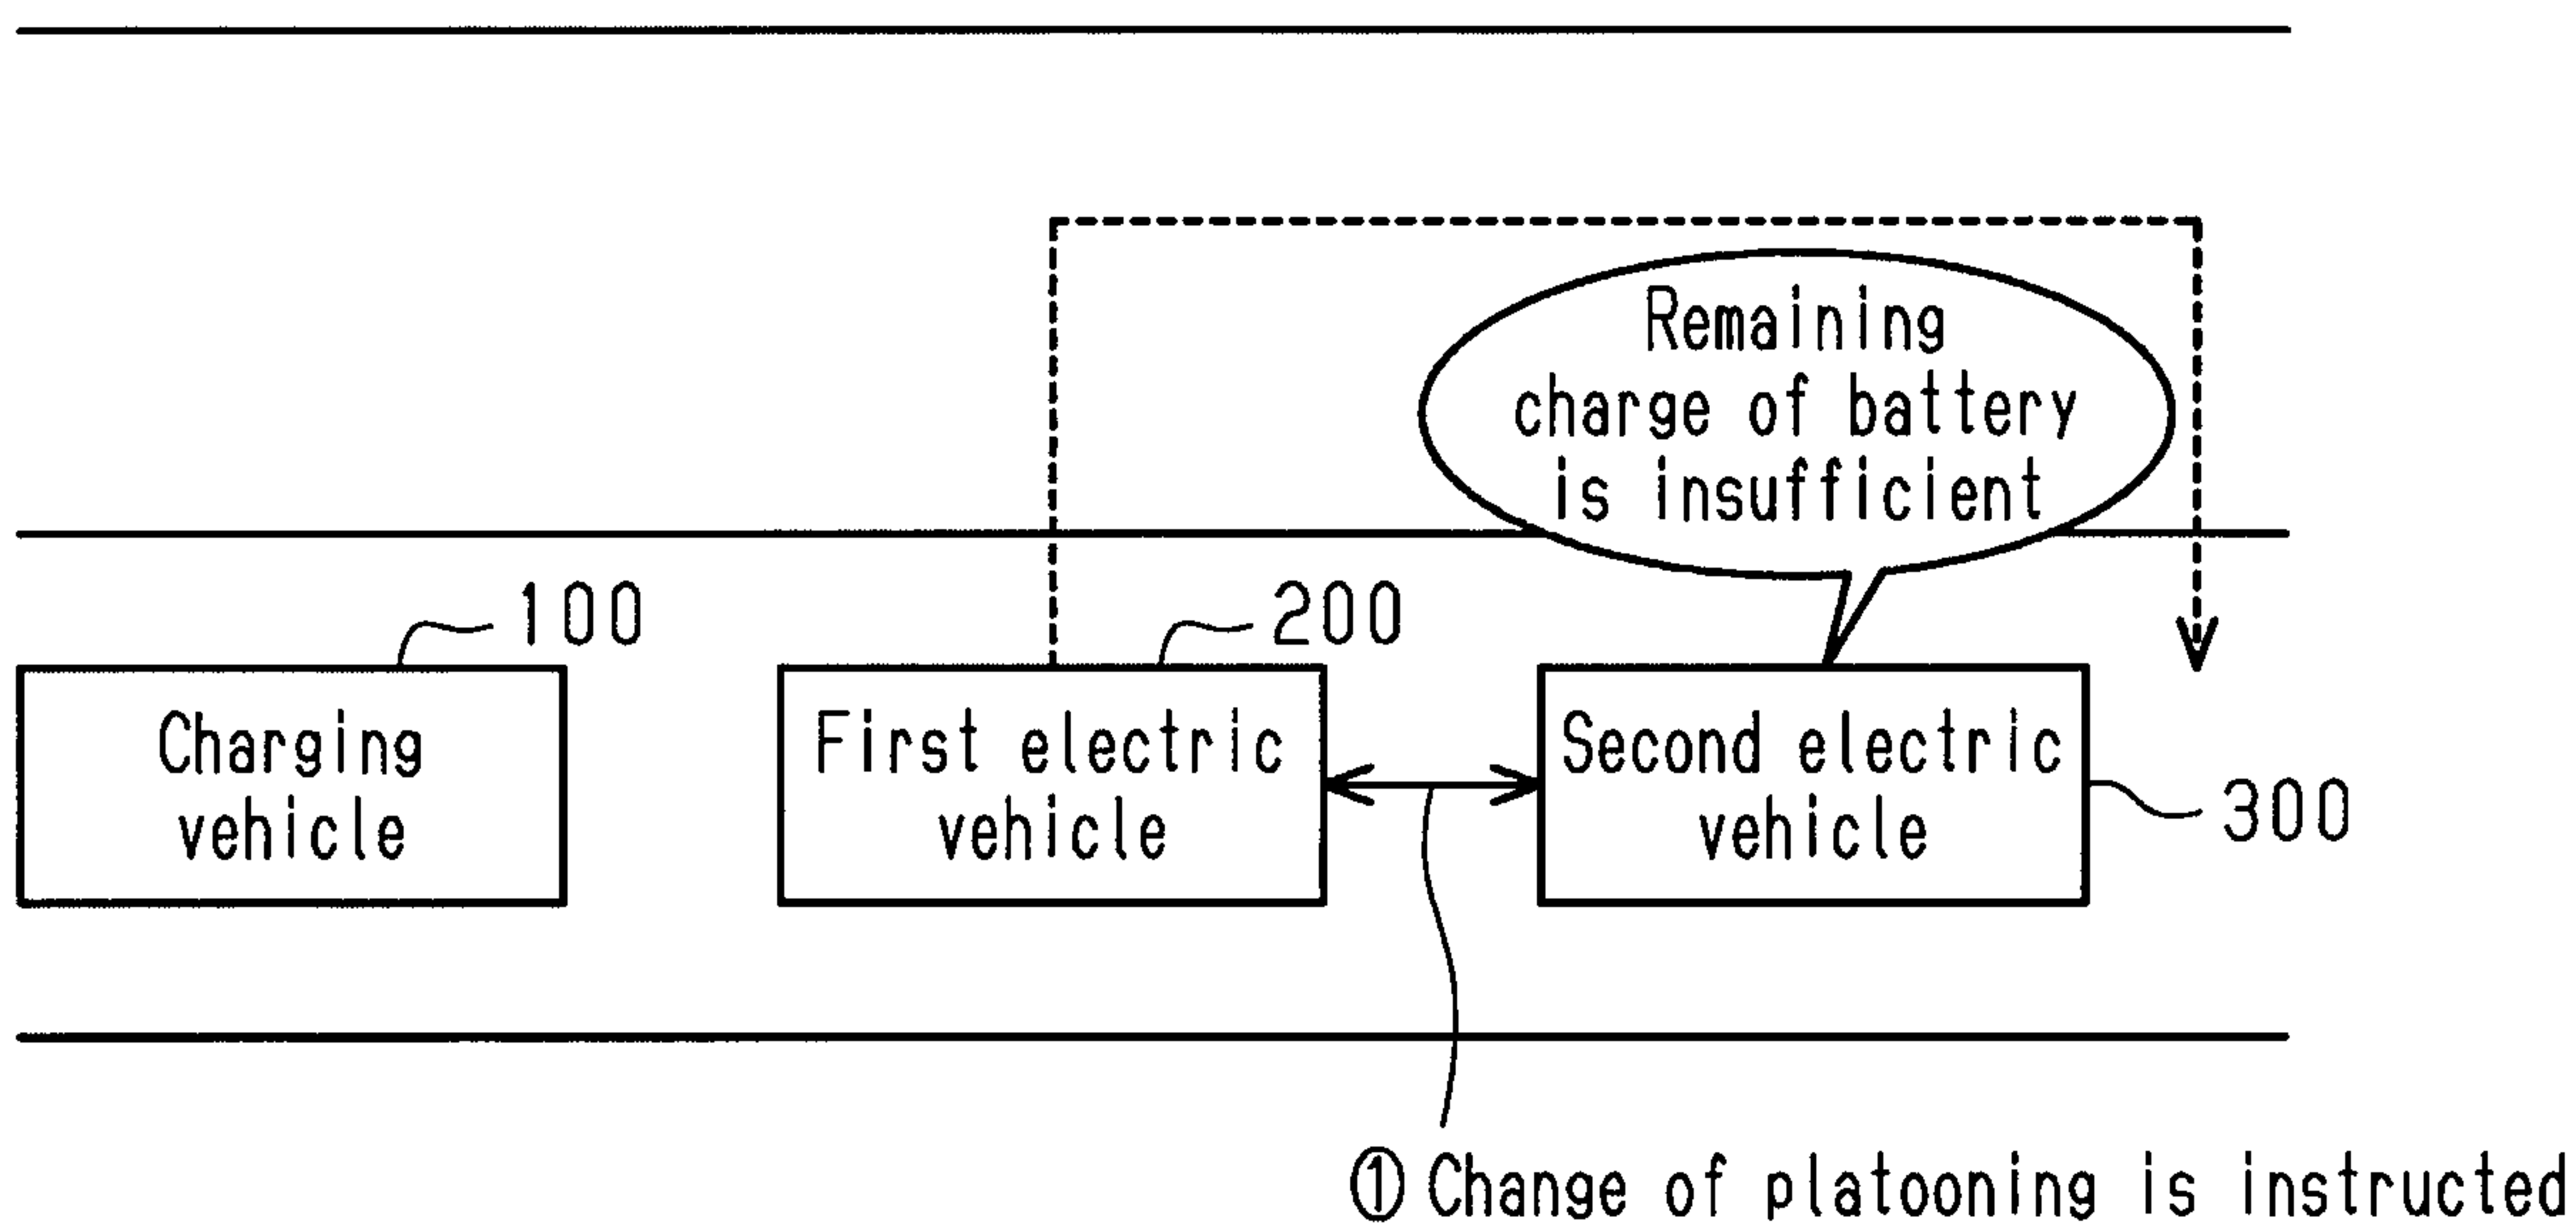 Remaining
charge of battery
is insufficient
100
200
Charging
vehicle
First electric
vehicle
Second electric
vehicle
300
① Change of platooning is instructed